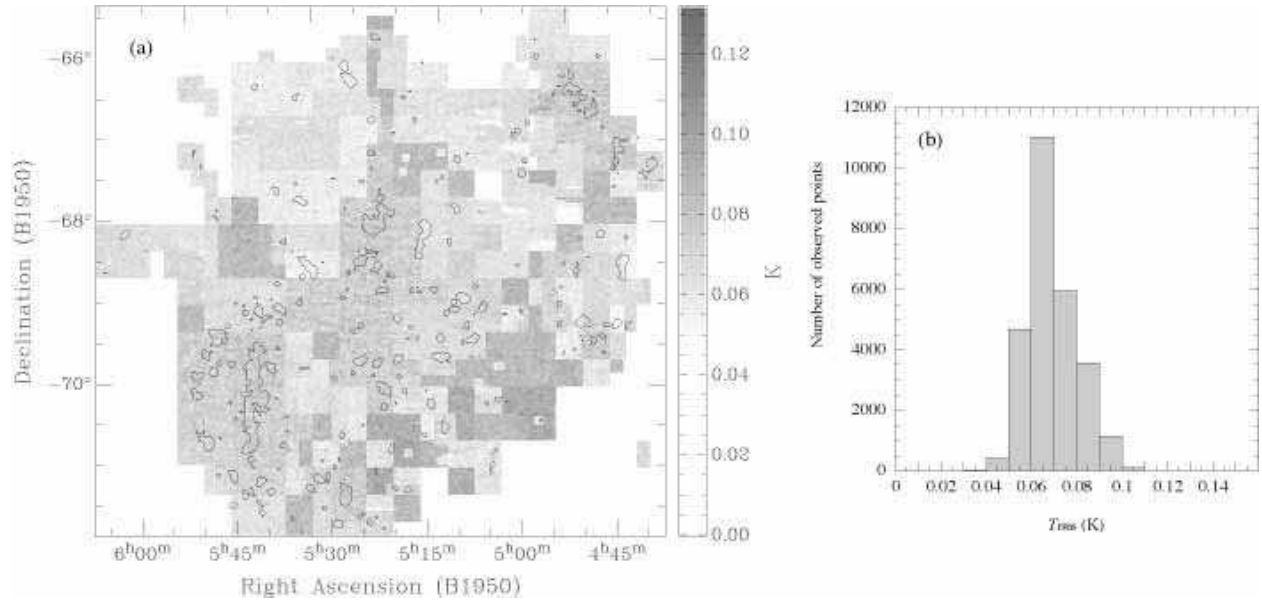 (a)
-66°
-68°
-70°
Declination (B1950)
6ʰ00ᵐ
5ʰ45ᵐ
5ʰ30ᵐ
5ʰ15ᵐ
5ʰ00ᵐ
4ʰ45ᵐ
Right Ascension (B1950)
0.12
0.10
0.08
0.06
0.04
0.02
0.00
K
(b)
12000
10000
8000
6000
4000
2000
0
Number of observed points
0
0.02
0.04
0.06
0.08
0.1
0.12
0.14
Trms (K)